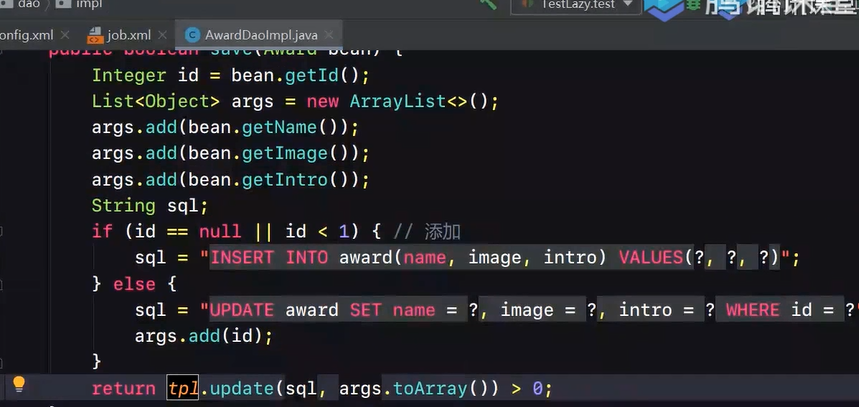 dao impl TestLazy.test 腾讯课堂
onfig.xml job.xml AwardDaoImpl.java
public boolean save(Award bean) {
Integer id = bean.getId();
List<Object> args = new ArrayList<>();
args.add(bean.getName());
args.add(bean.getImage());
args.add(bean.getIntro());
String sql;
if (id == null || id < 1) { // 添加
sql = "INSERT INTO award(name, image, intro) VALUES(?, ?, ?)";
} else {
sql = "UPDATE award SET name = ?, image = ?, intro = ? WHERE id = ?"
args.add(id);
}
return tpl.update(sql, args.toArray()) > 0;